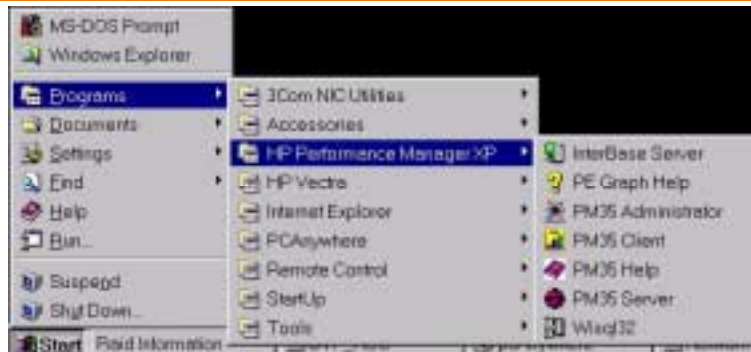 MS-DOS Prompt
Windows Explorer
Programs
Documents
Settings
Find
Help
Run...
Suspend
Shut Down...
Start
Raid Information
3Com NIC Utilities
Accessories
HP Performance Manager XP
HP Vectra
Internet Explorer
PCAnywhere
Remote Control
StartUp
Tools
InterBase Server
PE Graph Help
PM35 Administrator
PM35 Client
PM35 Help
PM35 Server
Wisql32